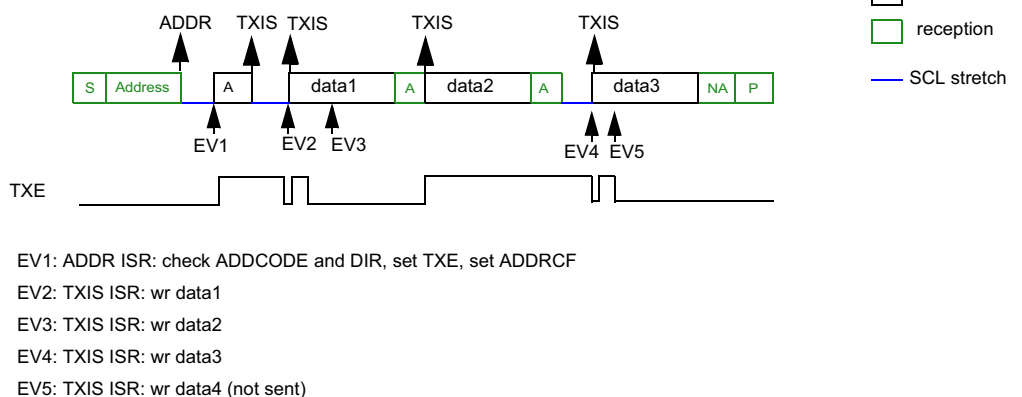 ADDR TXIS TXIS TXIS TXIS
reception
SCL stretch
S Address A data1 A data2 A data3 NA P
EV1 EV2 EV3 EV4 EV5
TXE
EV1: ADDR ISR: check ADDCODE and DIR, set TXE, set ADDRCF
EV2: TXIS ISR: wr data1
EV3: TXIS ISR: wr data2
EV4: TXIS ISR: wr data3
EV5: TXIS ISR: wr data4 (not sent)